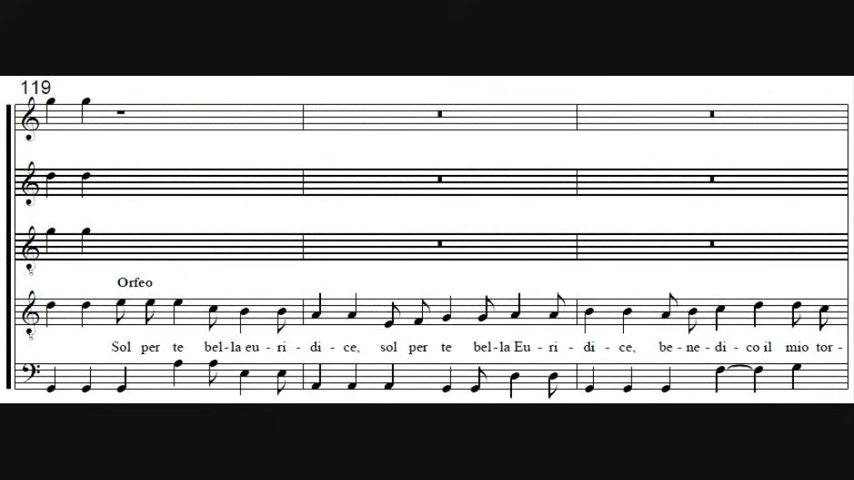 119
Orfeo
Sol per te bel-la eu-ri-di-ce, sol per te bel-la Eu-ri-di-ce, be-ne-di-co il mio tor-